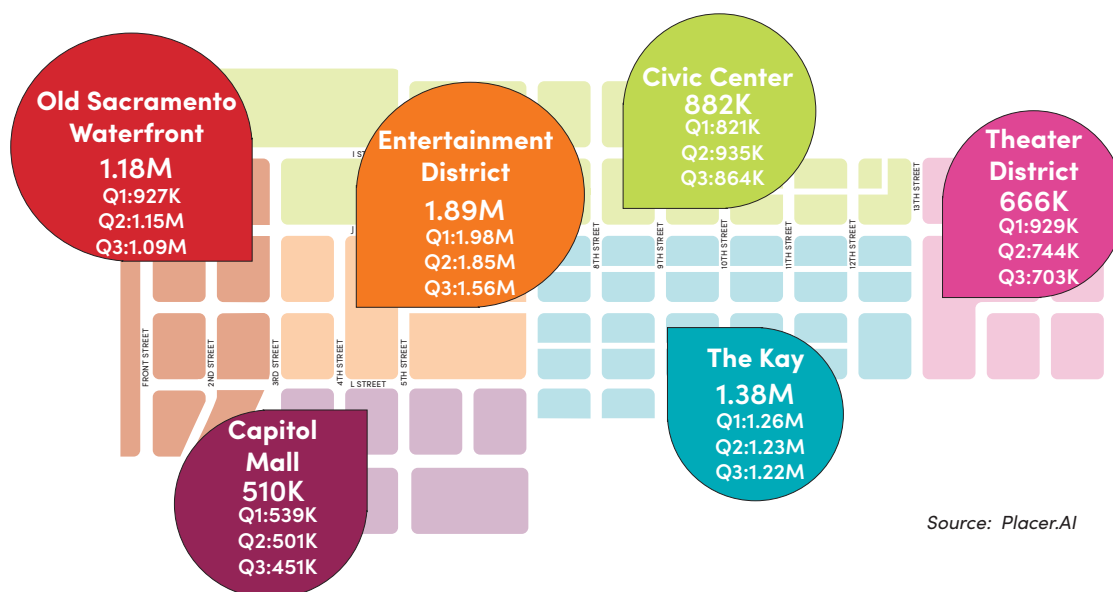 Old Sacramento
Waterfront
1.18M
Q1:927K
Q2:1.15M
Q3:1.09M
Entertainment
District
1.89M
Q1:1.98M
Q2:1.85M
Q3:1.56M
Civic Center
882K
Q1:821K
Q2:935K
Q3:864K
Theater
District
666K
Q1:929K
Q2:744K
Q3:703K
The Kay
1.38M
Q1:1.26M
Q2:1.23M
Q3:1.22M
Capitol
Mall
510K
Q1:539K
Q2:501K
Q3:451K
I ST
J
L STREET
FRONT STREET
2ND STREET
3RD STREET
4TH STREET
5TH STREET
8TH STREET
9TH STREET
10TH STREET
11TH STREET
12TH STREET
13TH STREET
Source: Placer.AI